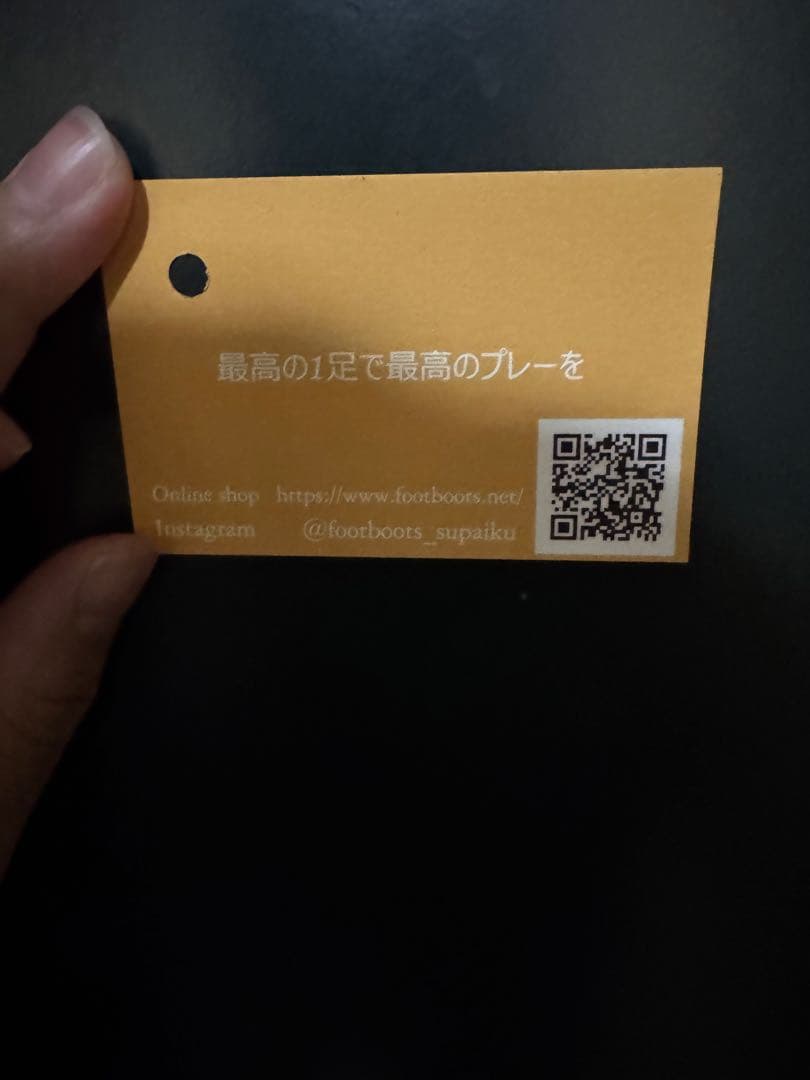 最高の1足で最高のプレーを
Online shop https://www.footboots.net/
Instagram @footboots_supaiku